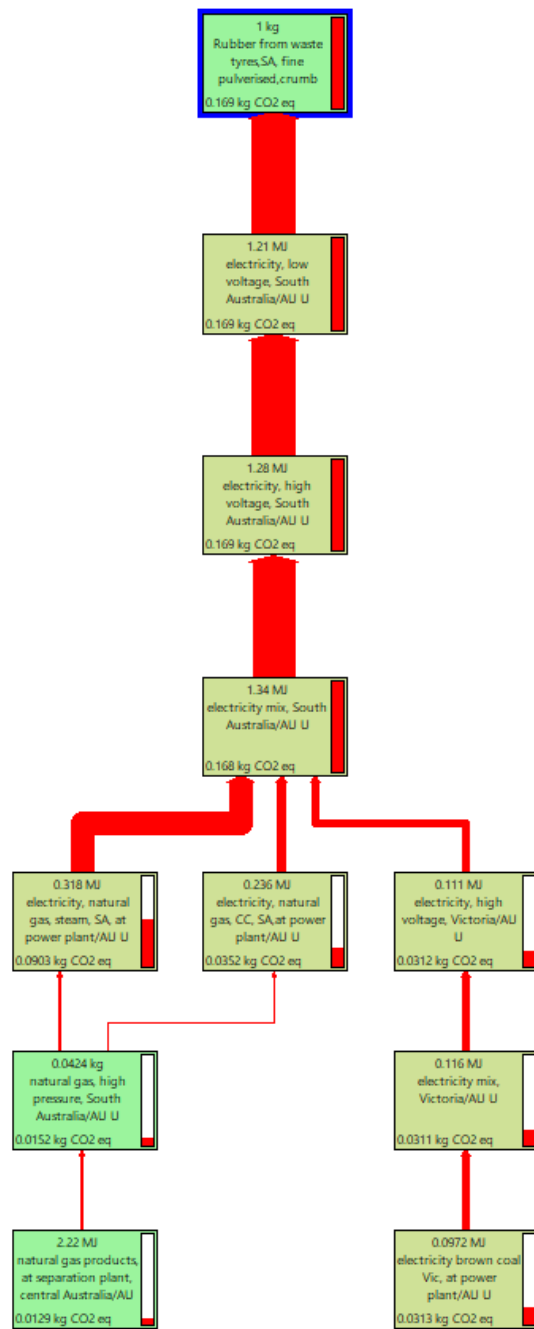 1 kg
Rubber from waste
tyres,SA, fine
pulverised,crumb
0.169 kg CO2 eq
1.21 MJ
electricity, low
voltage, South
Australia/AU U
0.169 kg CO2 eq
1.28 MJ
electricity, high
voltage, South
Australia/AU U
0.169 kg CO2 eq
1.34 MJ
electricity mix, South
Australia/AU U
0.168 kg CO2 eq
0.318 MJ
electricity, natural
gas, steam, SA, at
power plant/AU U
0.0903 kg CO2 eq
0.236 MJ
electricity, natural
gas, CC, SA,at power
plant/AU U
0.0352 kg CO2 eq
0.111 MJ
electricity, high
voltage, Victoria/AU
U
0.0312 kg CO2 eq
0.0424 kg
natural gas, high
pressure, South
Australia/AU U
0.0152 kg CO2 eq
0.116 MJ
electricity mix,
Victoria/AU U
0.0311 kg CO2 eq
2.22 MJ
natural gas products,
at separation plant,
central Australia/AU
0.0129 kg CO2 eq
0.0972 MJ
electricity brown coal
Vic, at power
plant/AU U
0.0313 kg CO2 eq